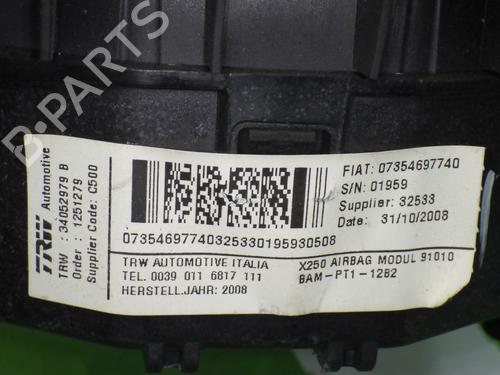 TRW Automotive
TRW : 34052979 B
Order : 1251279
Supplier Code: C500
FIAT: 07354697740
S/N: 01959
Supplier: 32533
Date: 31/10/2008
07354697740325330195930508
TRW AUTOMOTIVE ITALIA
TEL. 0039 011 6817 111
HERSTELL.JAHR: 2008
X250 AIRBAG MODUL 91010
BAM-PT1-1282
B-PARTS